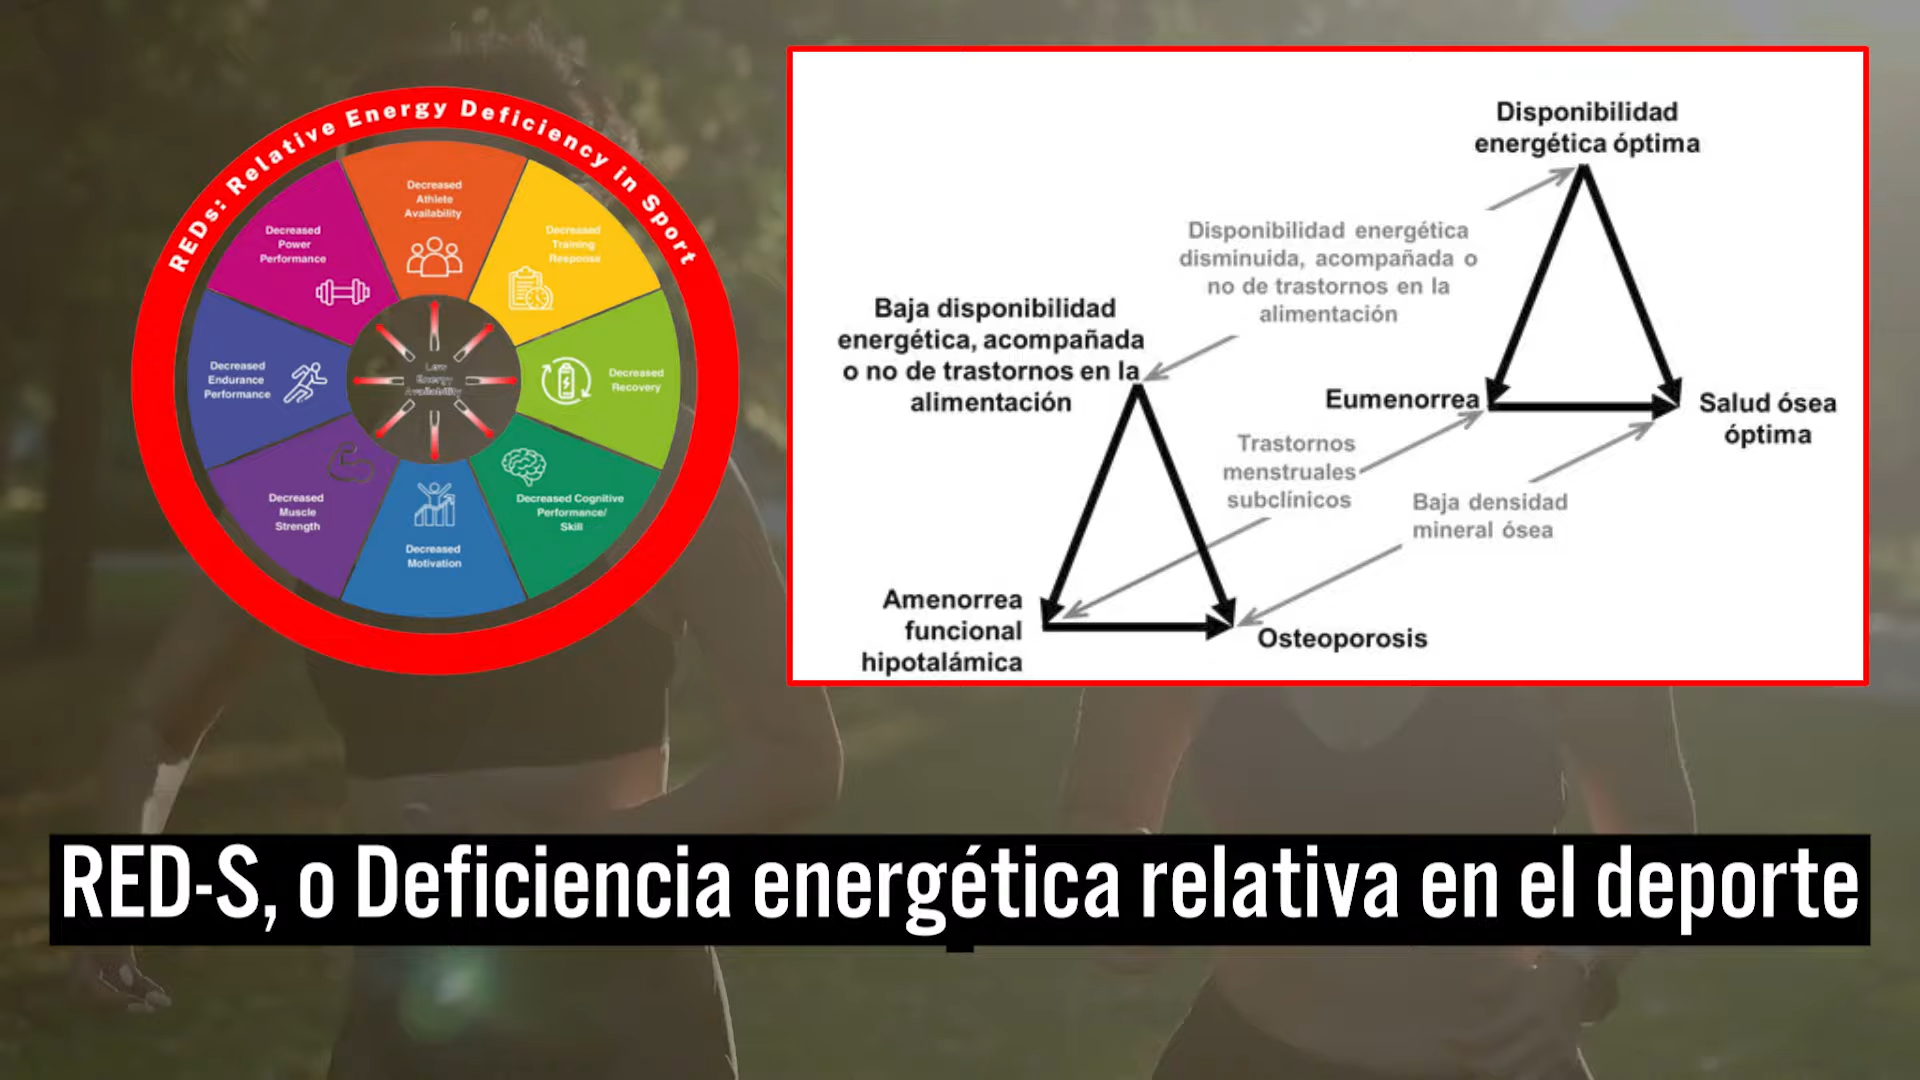 REDs: Relative Energy Deficiency in Sport
Decreased
Athlete
Availability
Decreased
Training
Response
Decreased
Recovery
Decreased Cognitive
Performance/
Skill
Decreased
Motivation
Decreased
Muscle
Strength
Decreased
Endurance
Performance
Decreased
Power
Performance
Low
Energy
Availability
Disponibilidad
energética óptima
Disponibilidad energética
disminuida, acompañada o
no de trastornos en la
alimentación
Baja disponibilidad
energética, acompañada
o no de trastornos en la
alimentación
Eumenorrea
Salud ósea
óptima
Trastornos
menstruales
subclínicos
Baja densidad
mineral ósea
Amenorrea
funcional
hipotalámica
Osteoporosis
RED-S, o Deficiencia energética relativa en el deporte